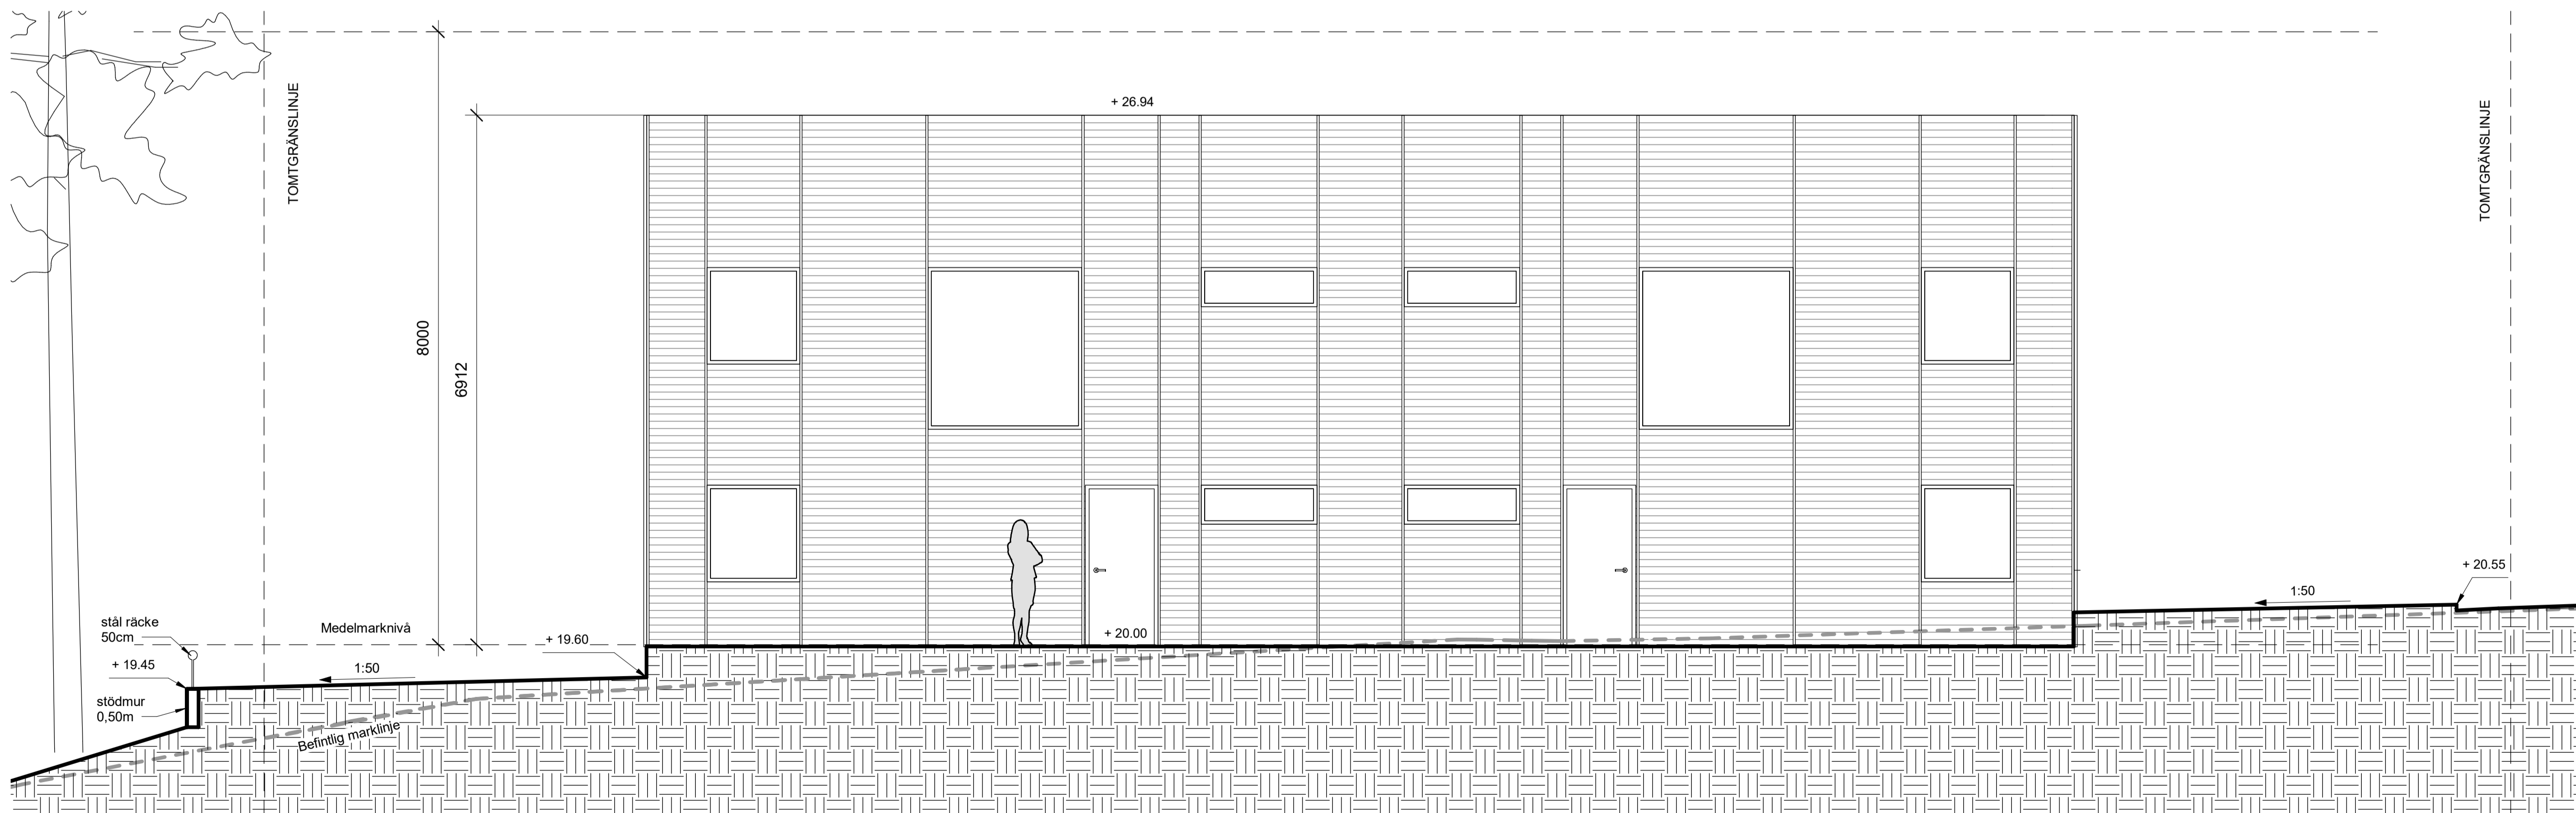 TOMTGRÄNSLINJE
8000
6912
+ 26.94
TOMTGRÄNSLINJE
stål räcke
50cm
+ 19.45
stödmur
0,50m
Medelmarknivå
1:50
Befintlig marklinje
+ 19.60
+ 20.00
1:50
+ 20.55